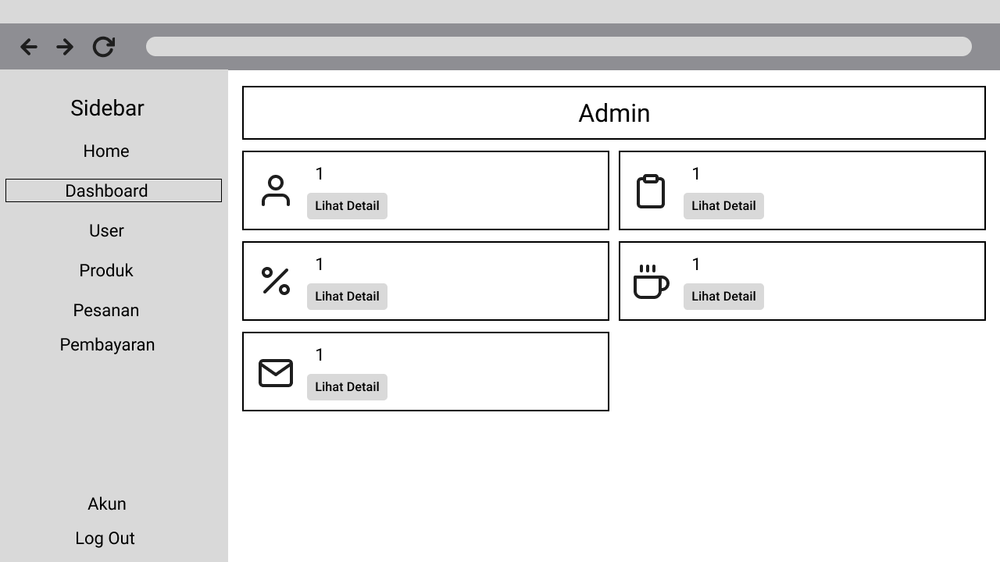 Sidebar
Home
Dashboard
User
Produk
Pesanan
Pembayaran
Akun
Log Out
Admin
1
Lihat Detail
1
Lihat Detail
1
Lihat Detail
1
Lihat Detail
1
Lihat Detail